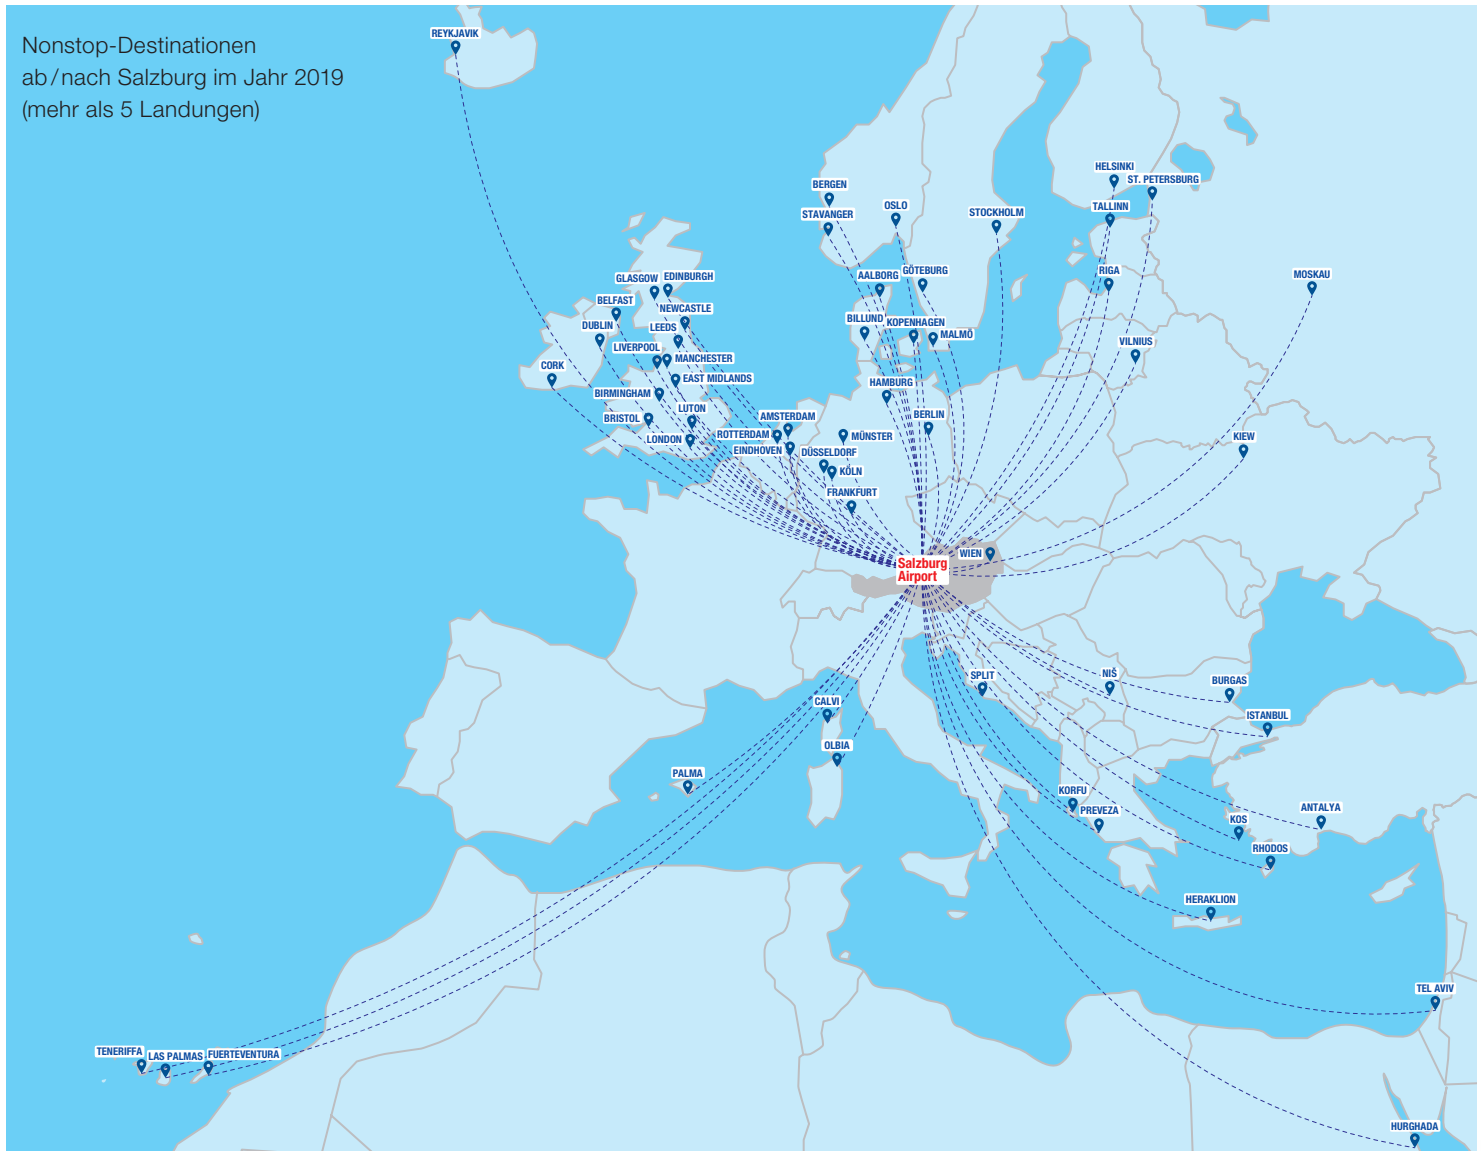 Nonstop-Destinationen
ab/nach Salzburg im Jahr 2019
(mehr als 5 Landungen)
REYKJAVIK
BERGEN
STAVANGER
OSLO
STOCKHOLM
HELSINKI
ST. PETERSBURG
TALLINN
RIGA
MOSKAU
GLASGOW
EDINBURGH
AALBORG
GÖTEBURG
BELFAST
NEWCASTLE
DUBLIN
LEEDS
BILLUND
KOPENHAGEN
MALMÖ
VILNIUS
LIVERPOOL
MANCHESTER
CORK
EAST MIDLANDS
BIRMINGHAM
HAMBURG
BRISTOL
LUTON
AMSTERDAM
BERLIN
LONDON
ROTTERDAM
MÜNSTER
KIEW
EINDHOVEN
DÜSSELDORF
KÖLN
FRANKFURT
WIEN
Salzburg
Airport
SPLIT
NIŠ
BURGAS
CALVI
ISTANBUL
OLBIA
PALMA
KORFU
PREVEZA
KOS
ANTALYA
RHODOS
HERAKLION
TEL AVIV
TENERIFFA
LAS PALMAS
FUERTEVENTURA
HURGHADA